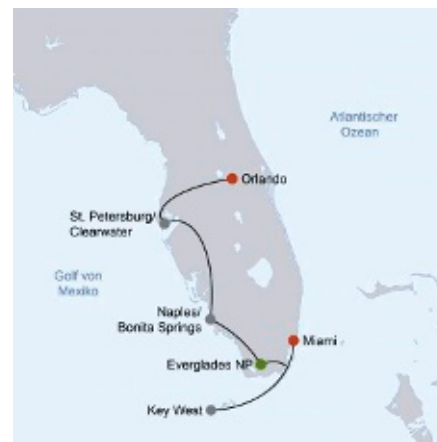 Atlantischer
Ozean
Orlando
St. Petersburg/
Clearwater
Golf von
Mexiko
Naples/
Bonita Springs
Miami
Everglades NP
Key West